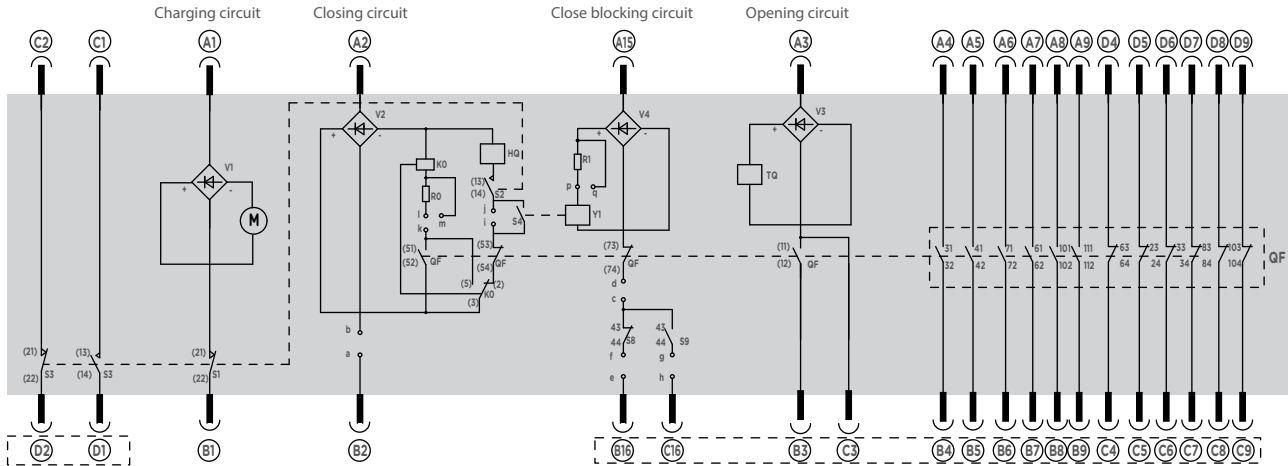 Charging circuit Closing circuit Close blocking circuit Opening circuit
C2 C1 A1 A2 A15 A3 A4 A5 A6 A7 A8 A9 D4 D5 D6 D7 D8 D9
V2 V4 V3
+ - + - + -
K0 HQ R1
V1 (13) TQ
+ - R0 (14) S2 p q
M l m j S4 Y1
k i
(51) (53) (73) (11) 31 41 71 61 101 111 63 23 33 83 103
(52) QF (54) QF (74) QF (12) QF 32 42 72 62 102 112 64 24 34 84 104 QF
(5) (2) d
(3) K0 c
b 43 43
44 S8 44 S9
(21) (13) (21) a f g
(22) S3 (14) S3 (22) S1 e h
D2 D1 B1 B2 B16 C16 B3 C3 B4 B5 B6 B7 B8 B9 C4 C5 C6 C7 C8 C9